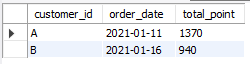 customer_id order_date total_point
A 2021-01-11 1370
B 2021-01-16 940